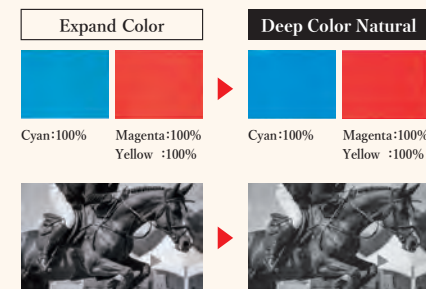 Expand Color
Deep Color Natural
Cyan:100%
Magenta:100%
Yellow :100%
Cyan:100%
Magenta:100%
Yellow :100%